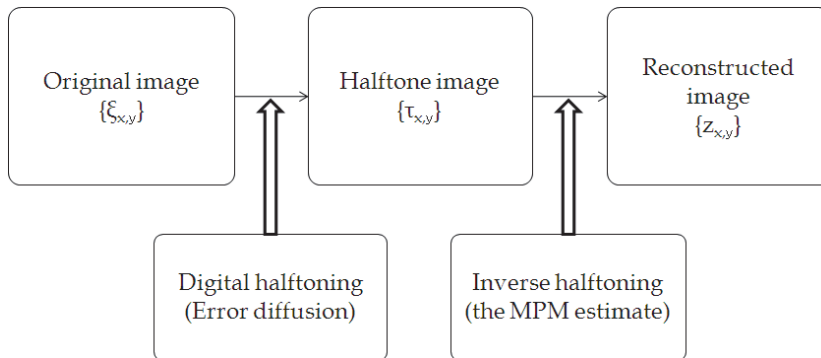 Original image
{ξx,y}
Halftone image
{τx,y}
Reconstructed
image
{zx,y}
Digital halftoning
(Error diffusion)
Inverse halftoning
(the MPM estimate)